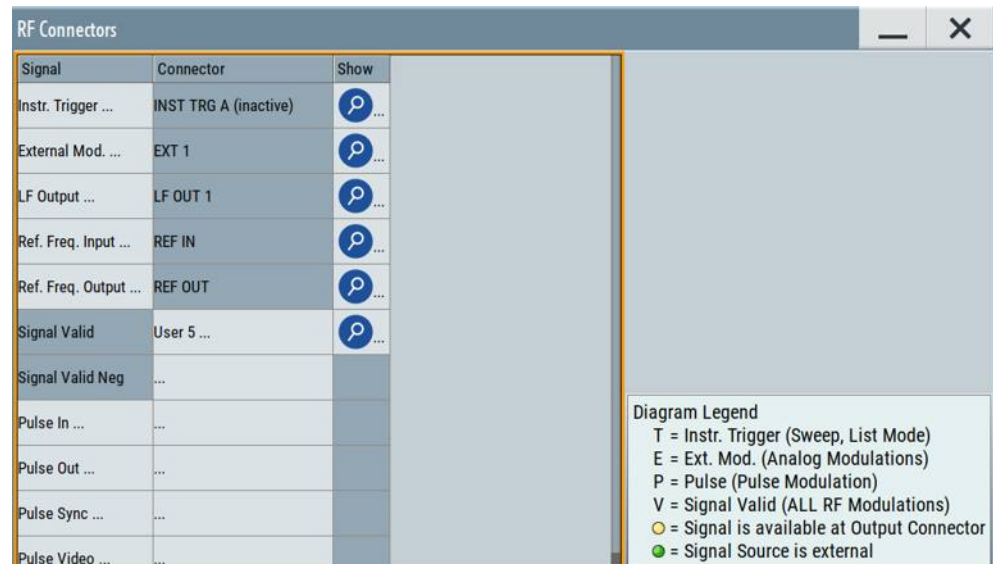 RF Connectors
Signal Connector Show
Instr. Trigger ... INST TRG A (inactive) ...
External Mod. ... EXT 1 ...
LF Output ... LF OUT 1 ...
Ref. Freq. Input ... REF IN ...
Ref. Freq. Output ... REF OUT ...
Signal Valid User 5 ... ...
Signal Valid Neg ...
Pulse In ... ...
Pulse Out ... ...
Pulse Sync ... ...
Pulse Video ... ...
Diagram Legend
T = Instr. Trigger (Sweep, List Mode)
E = Ext. Mod. (Analog Modulations)
P = Pulse (Pulse Modulation)
V = Signal Valid (ALL RF Modulations)
= Signal is available at Output Connector
= Signal Source is external